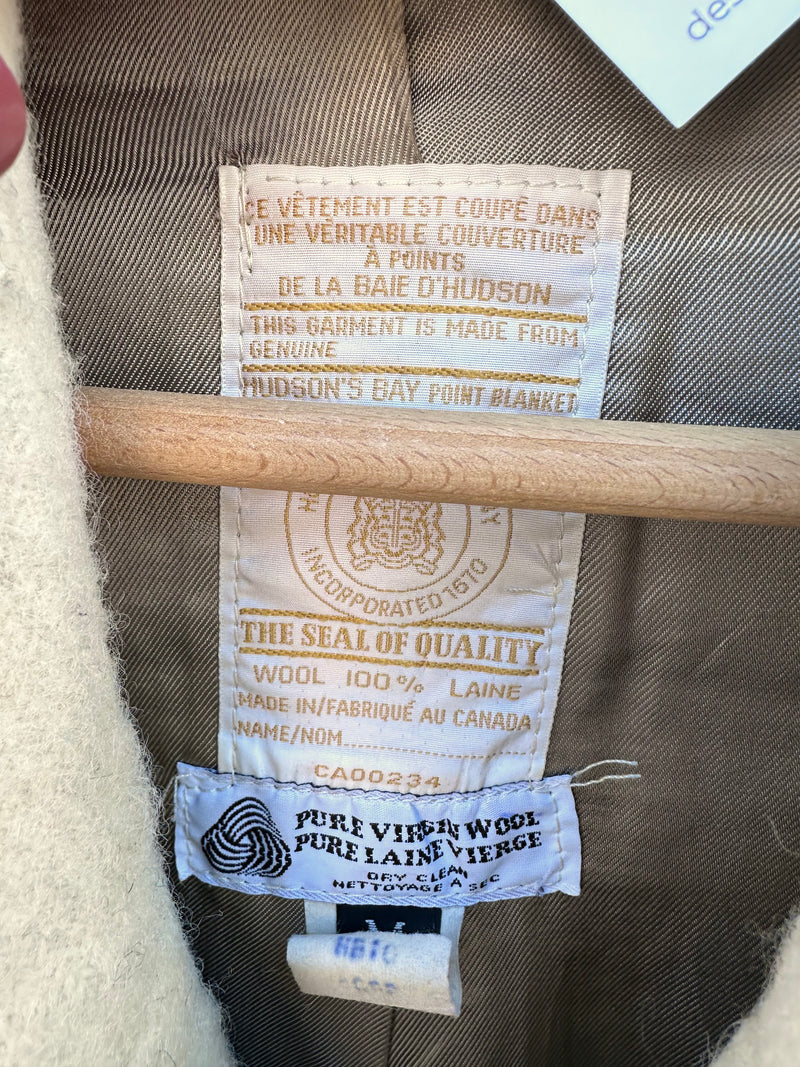 des
CE VÊTEMENT EST COUPÉ DANS
UNE VÉRITABLE COUVERTURE
À POINTS
DE LA BAIE D'HUDSON
THIS GARMENT IS MADE FROM
GENUINE
HUDSON'S BAY POINT BLANKET
INCORPORATED 1670
THE SEAL OF QUALITY
WOOL 100% LAINE
MADE IN/FABRIQUÉ AU CANADA
NAME/NOM
CA00234
PURE VIRGIN WOOL
PURE LAINE VIERGE
DRY CLEAN
NETTOYAGE À SEC